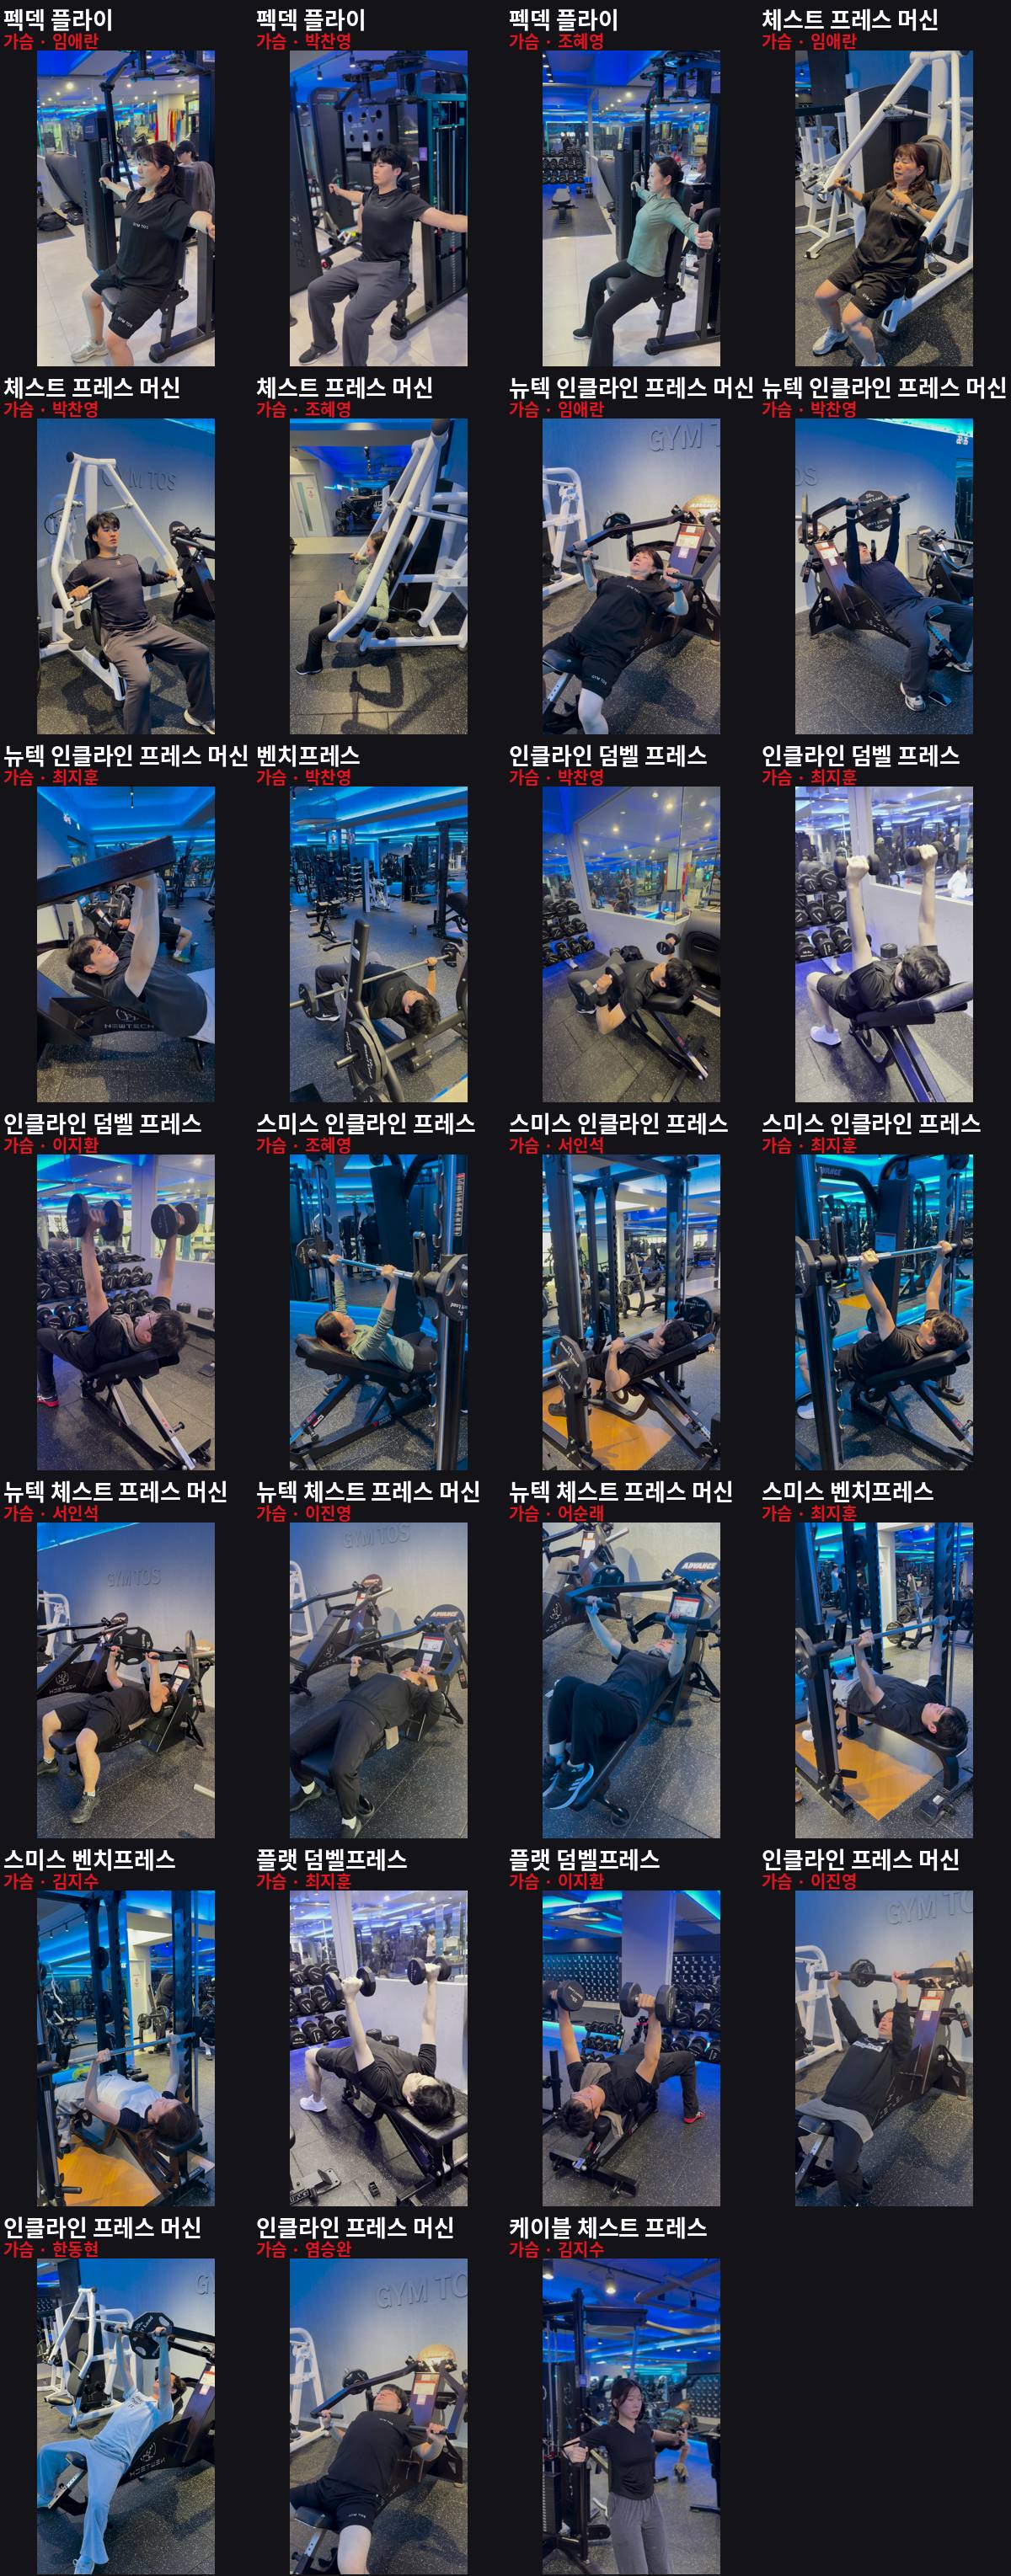 펙덱 플라이
가슴 · 임애란
펙덱 플라이
가슴 · 박찬영
펙덱 플라이
가슴 · 조혜영
체스트 프레스 머신
가슴 · 임애란
체스트 프레스 머신
가슴 · 박찬영
GYM TOS
체스트 프레스 머신
가슴 · 조혜영
뉴텍 인클라인 프레스 머신
가슴 · 임애란
GYM T
뉴텍 인클라인 프레스 머신
가슴 · 박찬영
OS
뉴텍 인클라인 프레스 머신
가슴 · 최지훈
NEWTECH
벤치프레스
가슴 · 박찬영
인클라인 덤벨 프레스
가슴 · 박찬영
인클라인 덤벨 프레스
가슴 · 최지훈
인클라인 덤벨 프레스
가슴 · 이지환
스미스 인클라인 프레스
가슴 · 조혜영
스미스 인클라인 프레스
가슴 · 서인석
스미스 인클라인 프레스
가슴 · 최지훈
뉴텍 체스트 프레스 머신
가슴 · 서인석
GYM TOS
뉴텍 체스트 프레스 머신
가슴 · 이진영
GYM TOS
ADVANCE
뉴텍 체스트 프레스 머신
가슴 · 어순래
ADVANCE
스미스 벤치프레스
가슴 · 최지훈
스미스 벤치프레스
가슴 · 김지수
플랫 덤벨프레스
가슴 · 최지훈
플랫 덤벨프레스
가슴 · 이지환
인클라인 프레스 머신
가슴 · 이진영
GYM TO
인클라인 프레스 머신
가슴 · 한동현
G
인클라인 프레스 머신
가슴 · 염승완
GYM TO
케이블 체스트 프레스
가슴 · 김지수